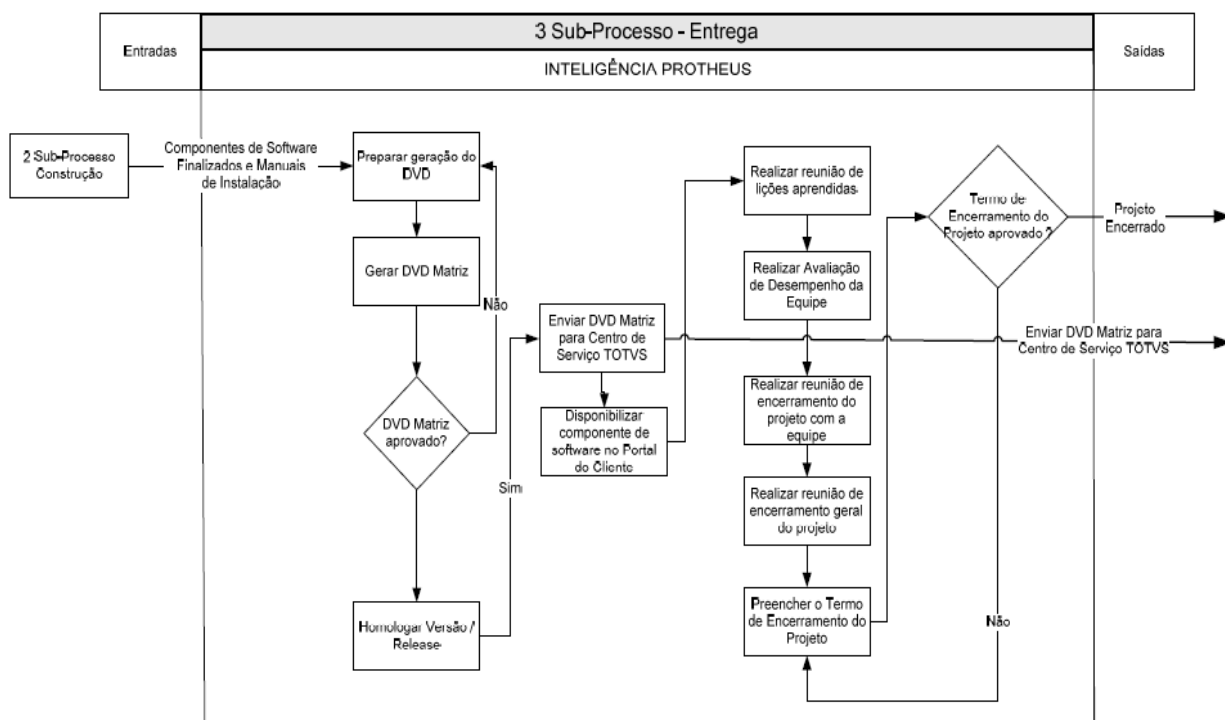 Entradas
3 Sub-Processo - Entrega
INTELIGÊNCIA PROTHEUS
Saídas
2 Sub-Processo
Construção
Componentes de Software
Finalizados e Manuais
de Instalação
Preparar geração do
DVD
Gerar DVD Matriz
Não
DVD Matriz
aprovado?
Homologar Versão /
Release
Sim
Enviar DVD Matriz
para Centro de
Serviço TOTVS
Disponibilizar
componente de
software no Portal
do Cliente
Realizar reunião de
lições aprendidas
Realizar Avaliação
de Desempenho da
Equipe
Realizar reunião de
encerramento do
projeto com a
equipe
Realizar reunião de
encerramento geral
do projeto
Preencher o Termo
de Encerramento do
Projeto
Termo de
Encerramento do
Projeto aprovado ?
Não
Projeto
Encerrado
Enviar DVD Matriz para
Centro de Serviço TOTVS